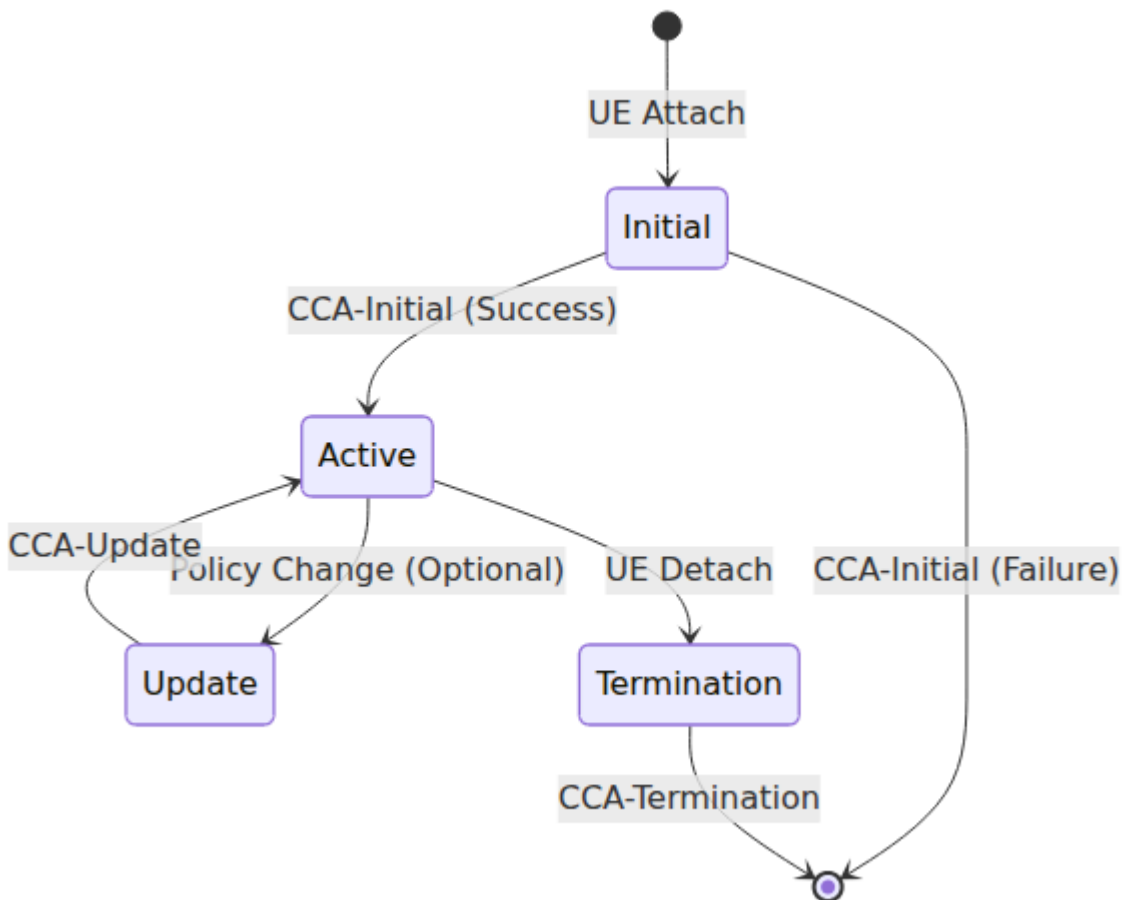 UE Attach
Initial
CCA-Initial (Success)
Active
CCA-Update
Policy Change (Optional)
UE Detach
CCA-Initial (Failure)
Update
Termination
CCA-Termination